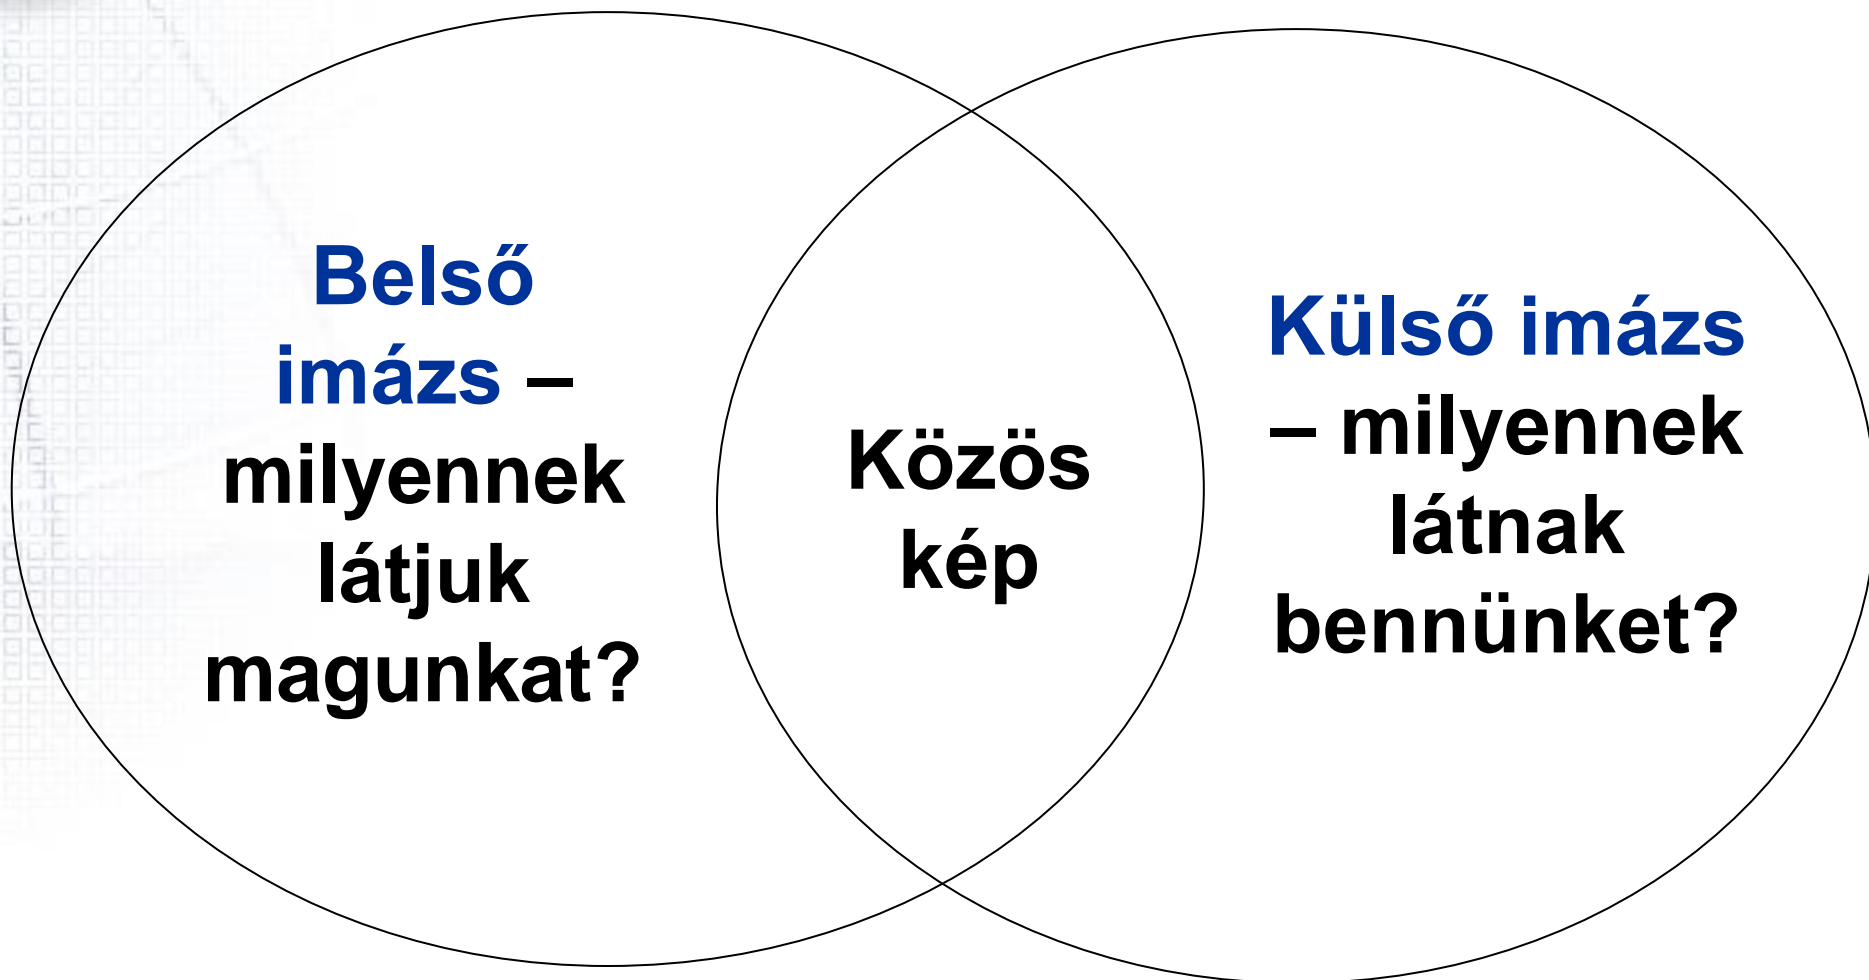 Belső
imázs –
milyennek
látjuk
magunkat?
Közös
kép
Külső imázs
– milyennek
látnak
bennünket?